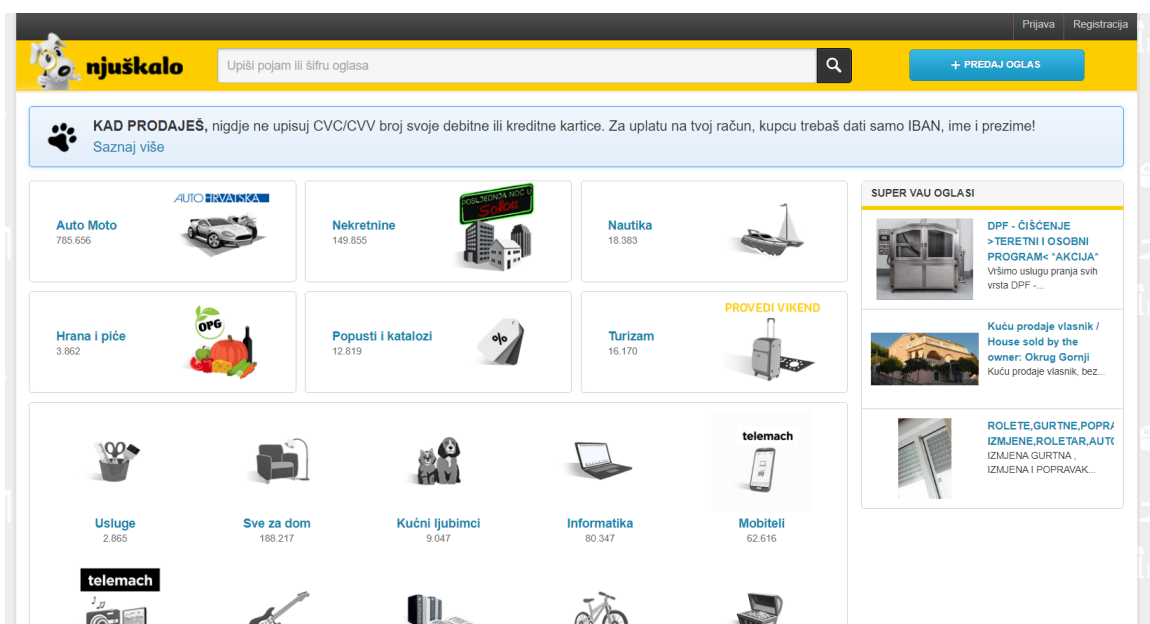 Prijava Registracija
njuškalo
Upiši pojam ili šifru oglasa
+ PREDAJ OGLAS
KAD PRODAJEŠ, nigdje ne upisuj CVC/CVV broj svoje debitne ili kreditne kartice. Za uplatu na tvoj račun, kupcu trebaš dati samo IBAN, ime i prezime!
Saznaj više
Auto Moto
785.656
AUTO HRVATSKA
Nekretnine
149.855
POSLJEDNJA NOĆ U
Sokou
Nautika
18.383
Hrana i piće
3.862
OPG
Popusti i katalozi
12.819
%
Turizam
16.170
PROVEDI VIKEND
SUPER VAU OGLASI
DPF - ČIŠĆENJE
>TERETNI I OSOBNI
PROGRAM< *AKCIJA*
Vršimo uslugu pranja svih
vrsta DPF -...
Kuću prodaje vlasnik /
House sold by the
owner: Okrug Gornji
Kuću prodaje vlasnik, bez...
ROLETE,GURTNE,POPRA
IZMJENE,ROLETAR,AUTO
IZMJENA GURTNA ,
IZMJENA I POPRAVAK...
Usluge
2.865
Sve za dom
188.217
Kućni ljubimci
9.047
Informatika
80.347
telemach
Mobiteli
62.616
telemach